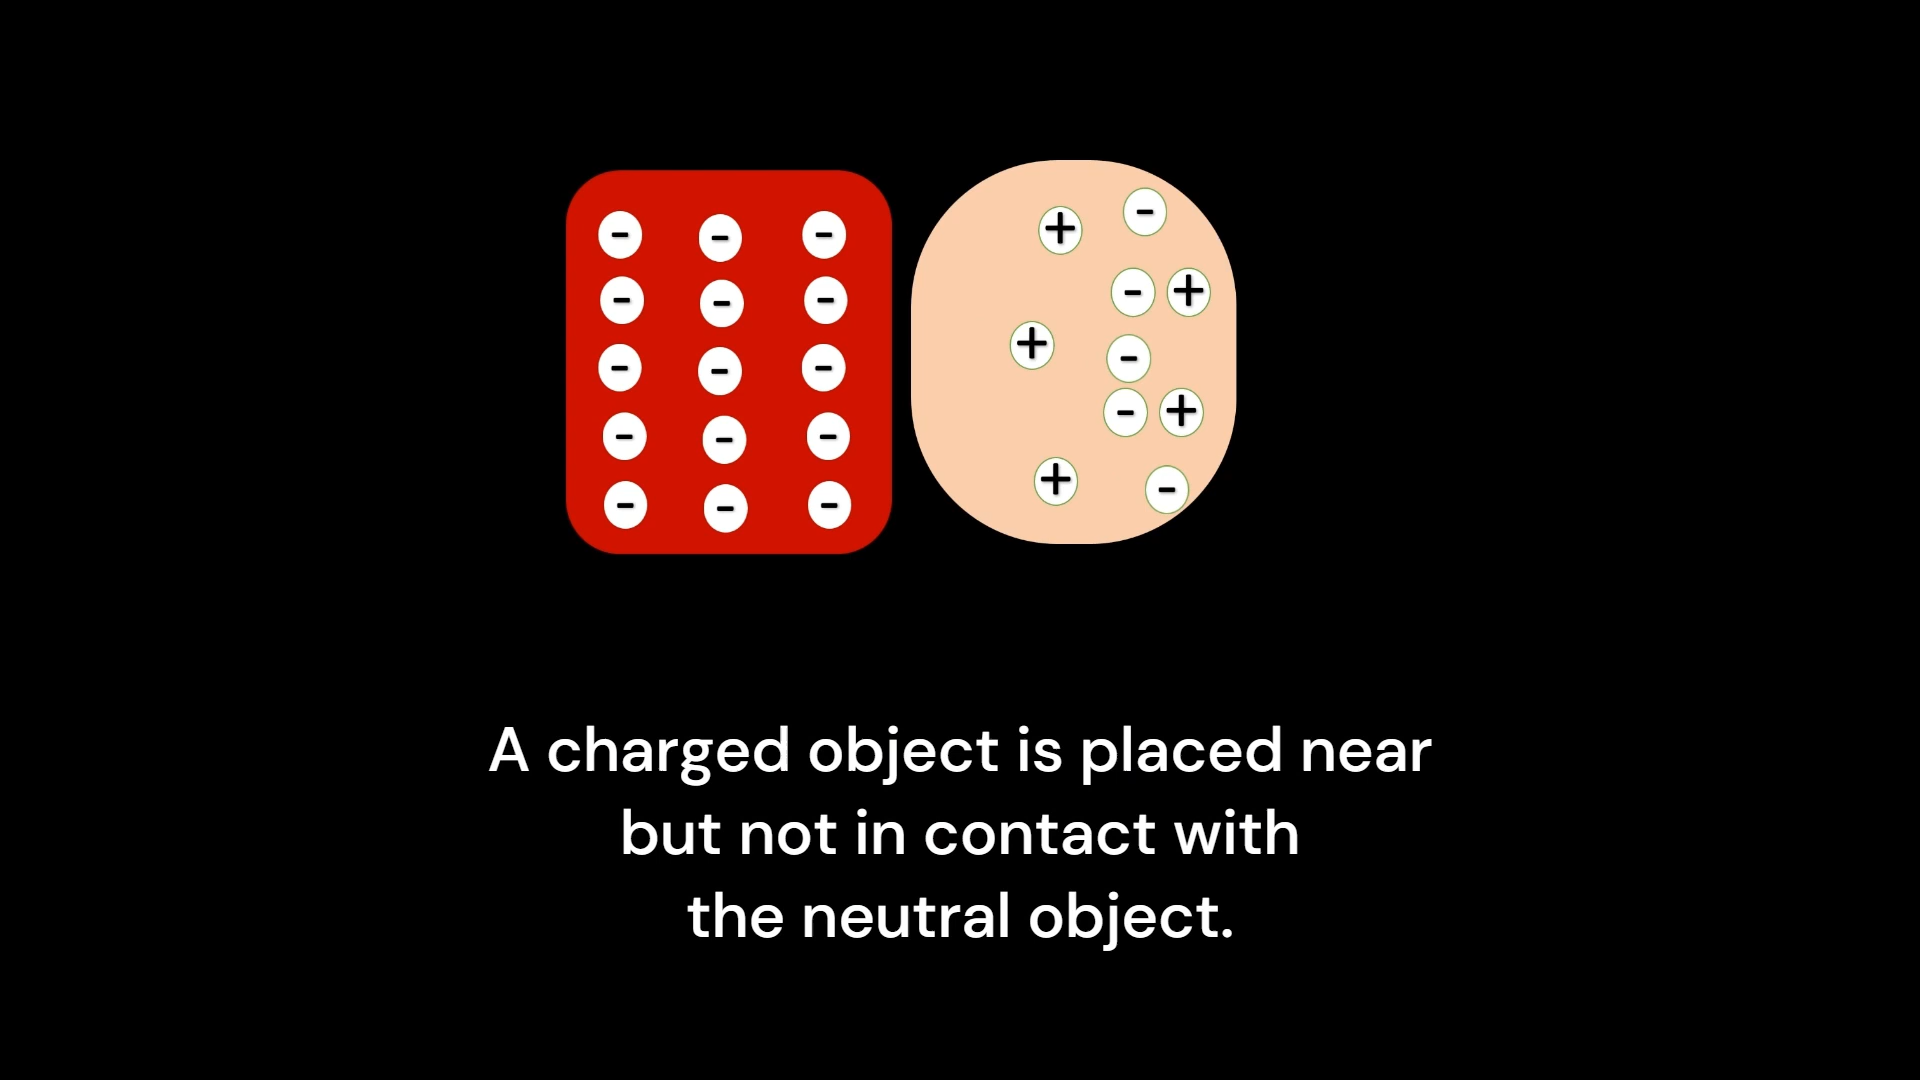 - - - + -
- - - - +
- - - + -
- - - - +
- - - + -
A charged object is placed near
but not in contact with
the neutral object.